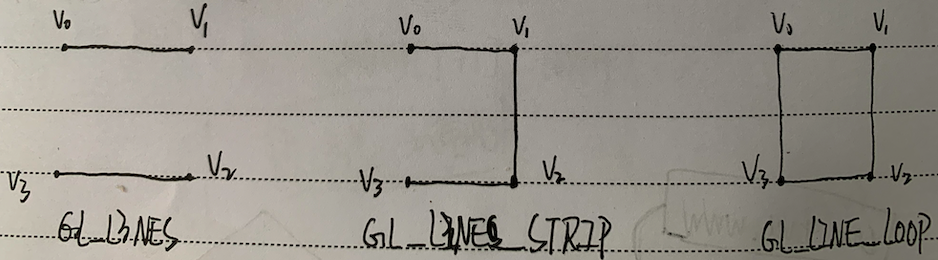 V₀ V₁ V₀ V₁ V₀ V₁
V₃ V₂ V₃ V₂ V₃ V₂
GL_LINES GL_LINES_STRIP GL_LINE_LOOP